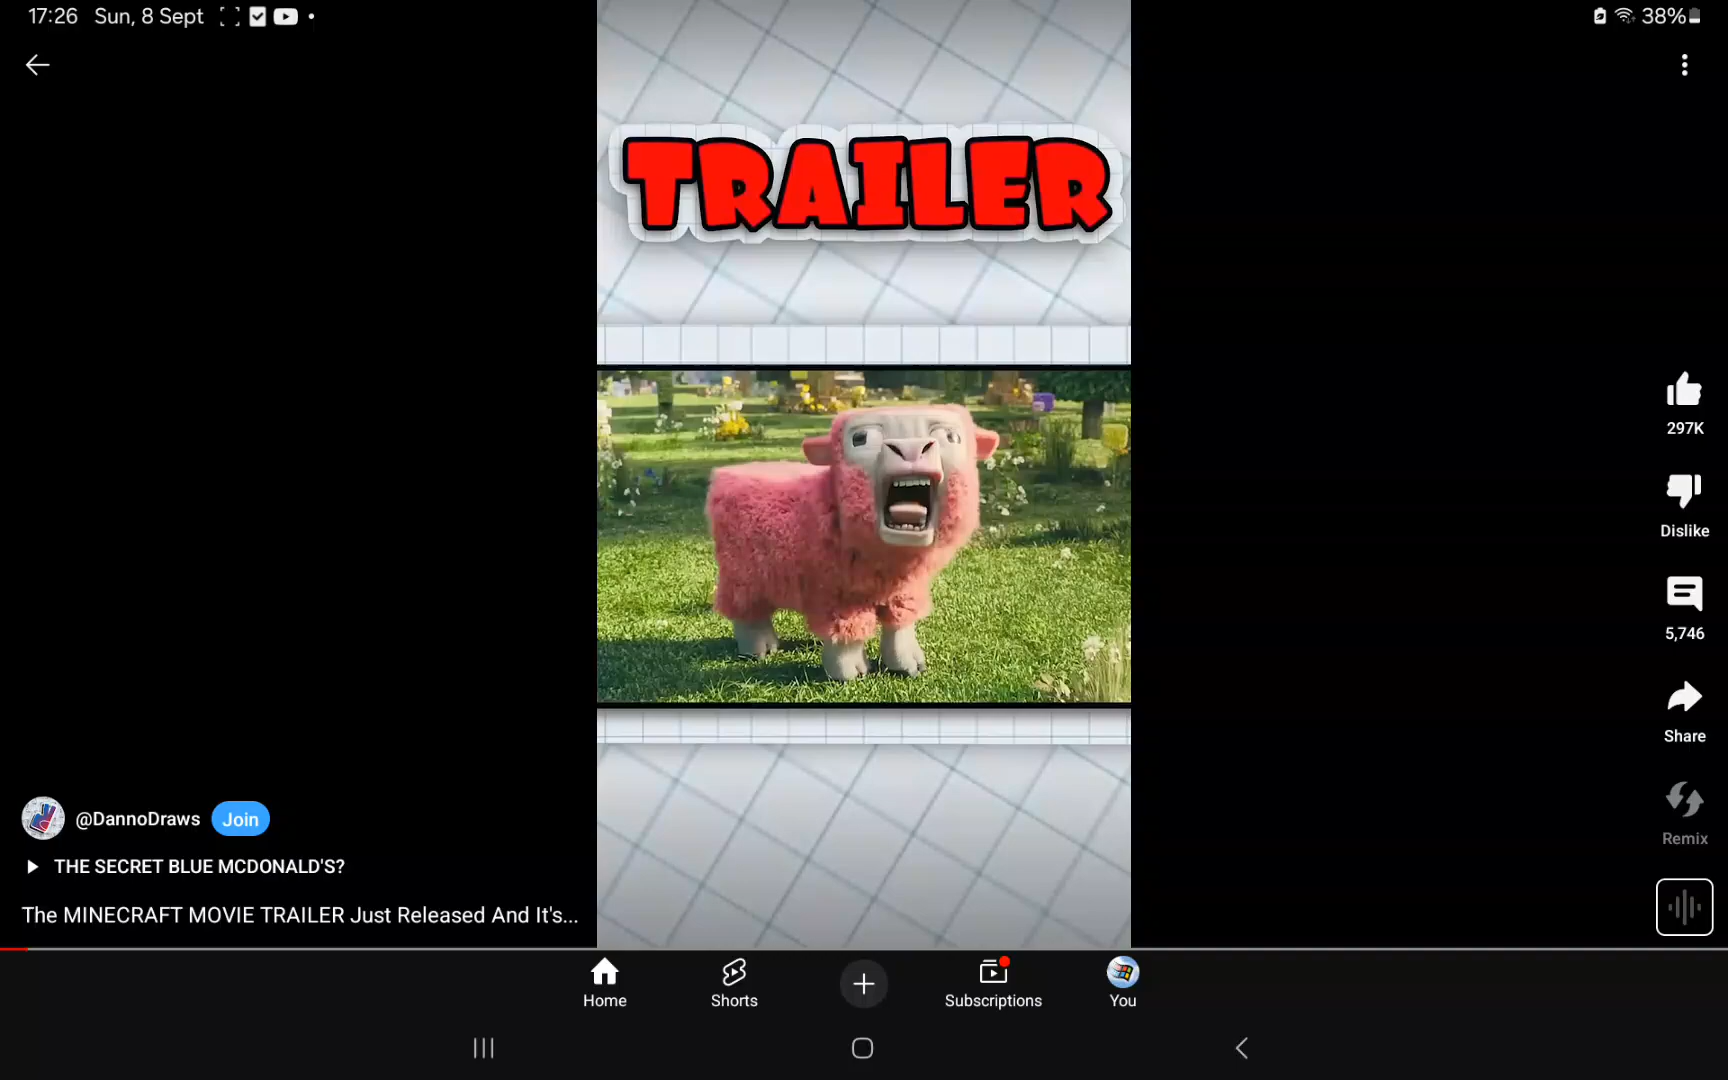 17:26 Sun, 8 Sept
38%
TRAILER
297K
Dislike
5,746
Share
Remix
@DannoDraws Join
THE SECRET BLUE MCDONALD'S?
The MINECRAFT MOVIE TRAILER Just Released And It's...
Home Shorts Subscriptions You